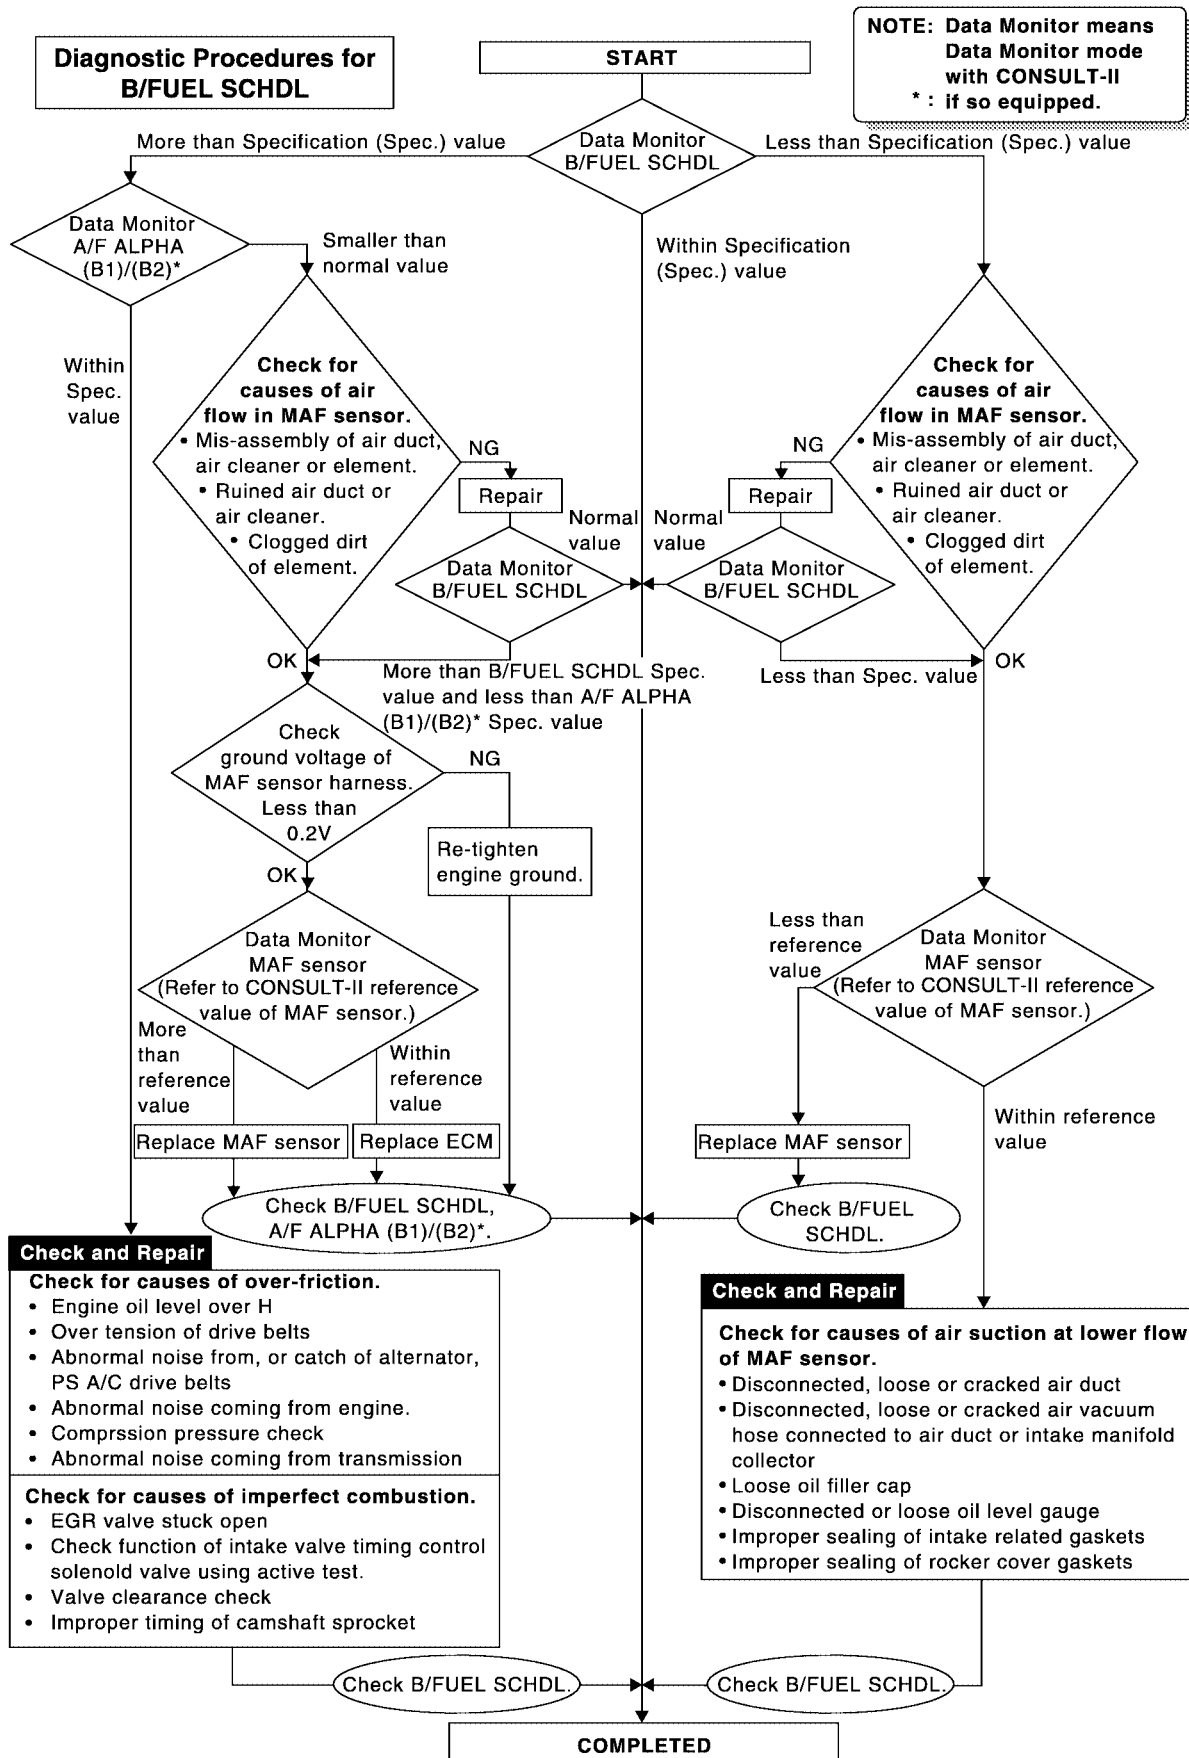 Diagnostic Procedures for
B/FUEL SCHDL
START
NOTE: Data Monitor means
Data Monitor mode
with CONSULT-II
* : if so equipped.
More than Specification (Spec.) value
Data Monitor
B/FUEL SCHDL
Less than Specification (Spec.) value
Data Monitor
A/F ALPHA
(B1)/(B2)*
Smaller than
normal value
Within Specification
(Spec.) value
Within
Spec.
value
Check for
causes of air
flow in MAF sensor.
• Mis-assembly of air duct,
air cleaner or element.
• Ruined air duct or
air cleaner.
• Clogged dirt
of element.
NG
Repair
Normal
value
Data Monitor
B/FUEL SCHDL
Check for
causes of air
flow in MAF sensor.
• Mis-assembly of air duct,
air cleaner or element.
• Ruined air duct or
air cleaner.
• Clogged dirt
of element.
NG
Repair
Normal
value
Data Monitor
B/FUEL SCHDL
OK
More than B/FUEL SCHDL Spec.
value and less than A/F ALPHA
(B1)/(B2)* Spec. value
Less than Spec. value
OK
Check
ground voltage of
MAF sensor harness.
Less than
0.2V
NG
Re-tighten
engine ground.
OK
Data Monitor
MAF sensor
(Refer to CONSULT-II reference
value of MAF sensor.)
Less than
reference
value
Data Monitor
MAF sensor
(Refer to CONSULT-II reference
value of MAF sensor.)
More
than
reference
value
Within
reference
value
Within reference
value
Replace MAF sensor
Replace ECM
Replace MAF sensor
Check B/FUEL SCHDL,
A/F ALPHA (B1)/(B2)*.
Check B/FUEL
SCHDL.
Check and Repair
Check for causes of over-friction.
• Engine oil level over H
• Over tension of drive belts
• Abnormal noise from, or catch of alternator,
PS A/C drive belts
• Abnormal noise coming from engine.
• Comprssion pressure check
• Abnormal noise coming from transmission
Check for causes of imperfect combustion.
• EGR valve stuck open
• Check function of intake valve timing control
solenold valve using active test.
• Valve clearance check
• Improper timing of camshaft sprocket
Check and Repair
Check for causes of air suction at lower flow
of MAF sensor.
• Disconnected, loose or cracked air duct
• Disconnected, loose or cracked air vacuum
hose connected to air duct or intake manifold
collector
• Loose oil filler cap
• Disconnected or loose oil level gauge
• Improper sealing of intake related gaskets
• Improper sealing of rocker cover gaskets
Check B/FUEL SCHDL.
Check B/FUEL SCHDL.
COMPLETED